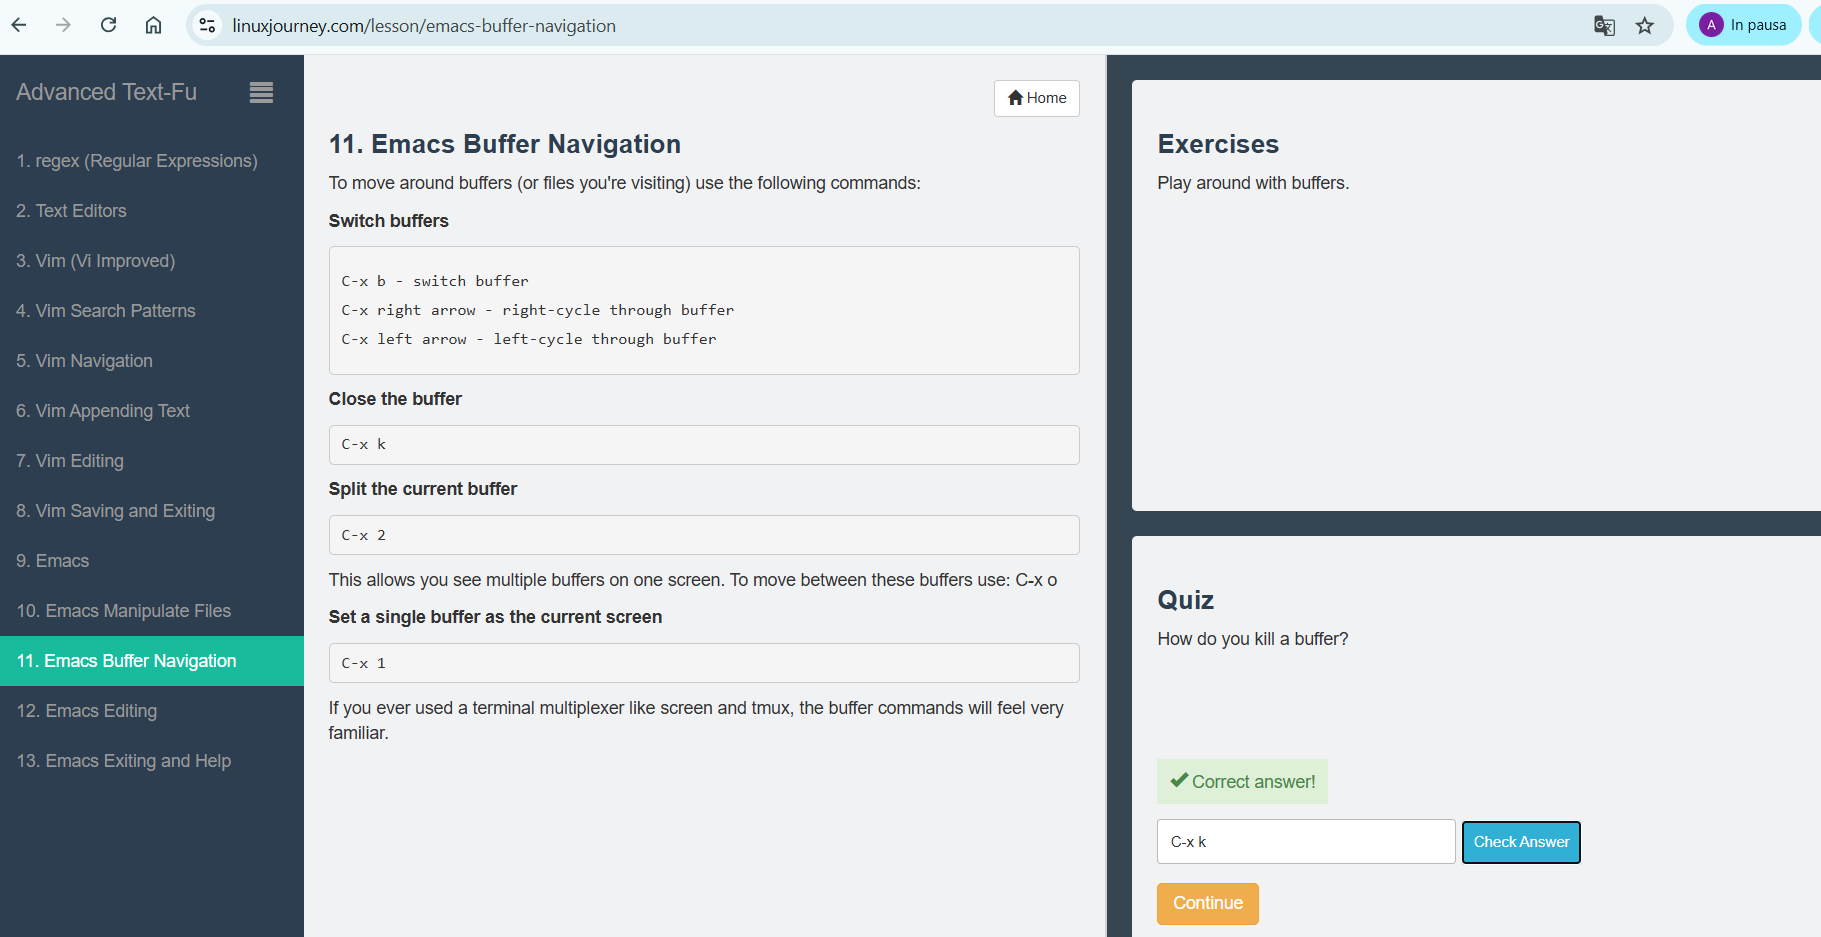 linuxjourney.com/lesson/emacs-buffer-navigation
A
In pausa
Advanced Text-Fu
1. regex (Regular Expressions)
2. Text Editors
3. Vim (Vi Improved)
4. Vim Search Patterns
5. Vim Navigation
6. Vim Appending Text
7. Vim Editing
8. Vim Saving and Exiting
9. Emacs
10. Emacs Manipulate Files
11. Emacs Buffer Navigation
12. Emacs Editing
13. Emacs Exiting and Help
Home
11. Emacs Buffer Navigation
To move around buffers (or files you're visiting) use the following commands:
Switch buffers
C-x b - switch buffer
C-x right arrow - right-cycle through buffer
C-x left arrow - left-cycle through buffer
Close the buffer
C-x k
Split the current buffer
C-x 2
This allows you see multiple buffers on one screen. To move between these buffers use: C-x o
Set a single buffer as the current screen
C-x 1
If you ever used a terminal multiplexer like screen and tmux, the buffer commands will feel very
familiar.
Exercises
Play around with buffers.
Quiz
How do you kill a buffer?
Correct answer!
C-x k
Check Answer
Continue